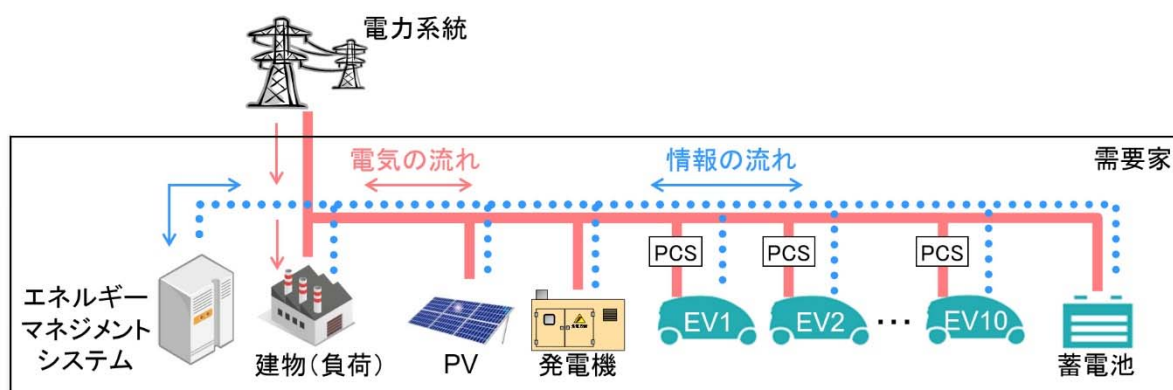 電力系統
電気の流れ
情報の流れ
需要家
PCS
PCS
PCS
エネルギー
マネジメント
システム
建物(負荷)
PV
発電機
EV1
EV2
…
EV10
蓄電池